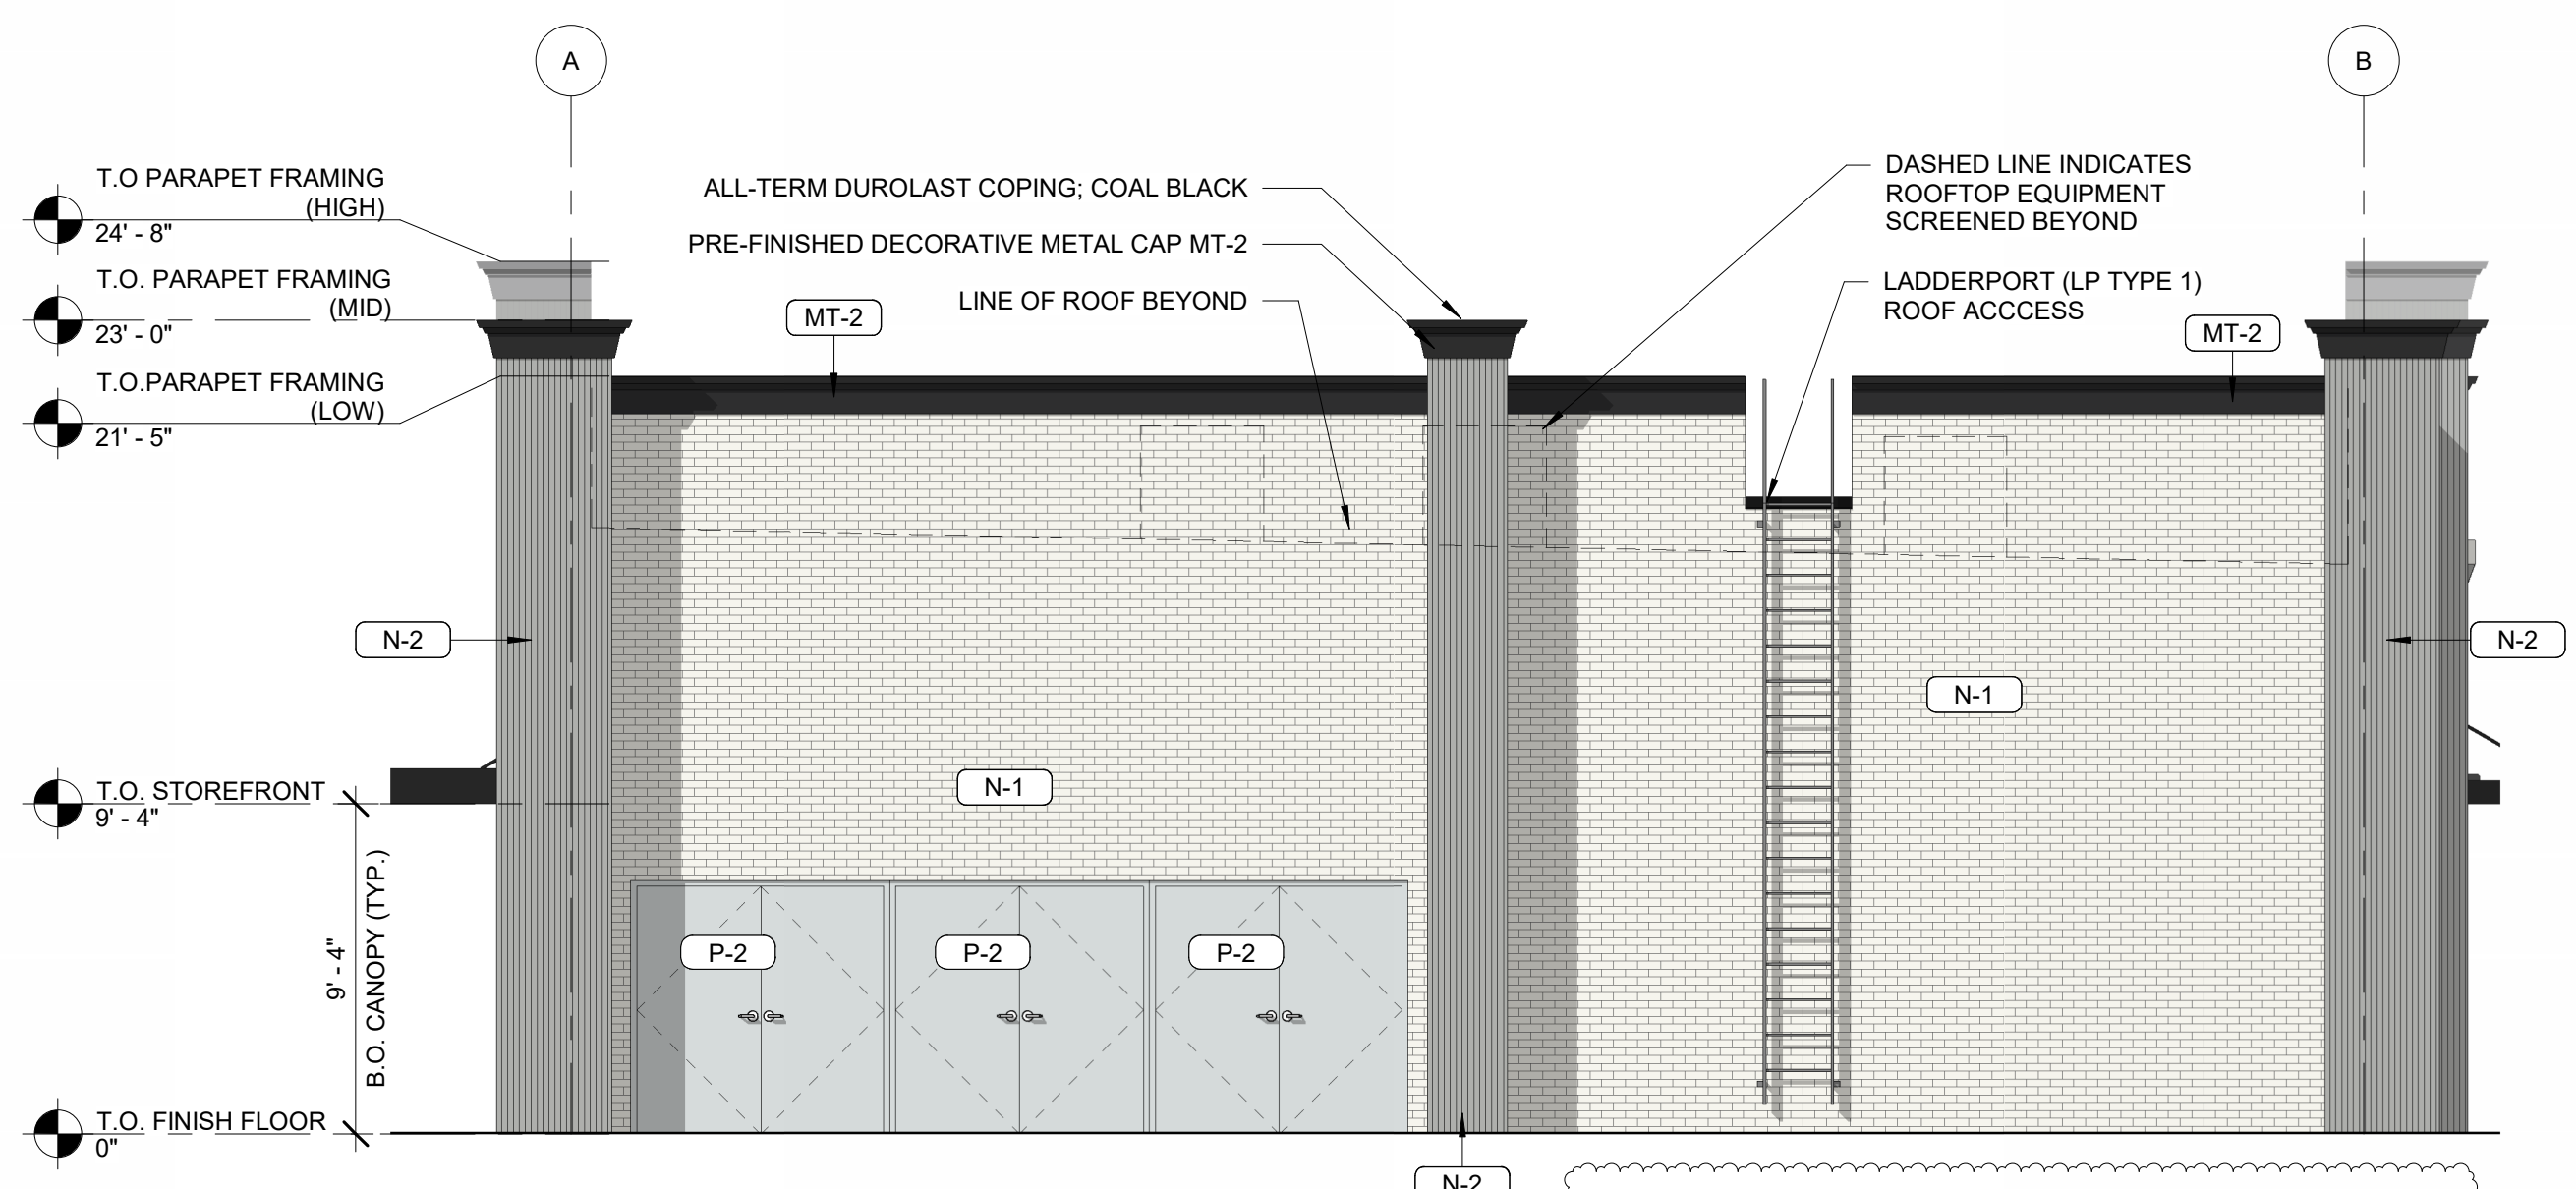 A
B
T.O PARAPET FRAMING
(HIGH)
24' - 8"
T.O. PARAPET FRAMING
(MID)
23' - 0"
T.O.PARAPET FRAMING
(LOW)
21' - 5"
ALL-TERM DUROLAST COPING; COAL BLACK
PRE-FINISHED DECORATIVE METAL CAP MT-2
LINE OF ROOF BEYOND
MT-2
DASHED LINE INDICATES
ROOFTOP EQUIPMENT
SCREENED BEYOND
LADDERPORT (LP TYPE 1)
ROOF ACCCESS
MT-2
N-2
N-2
N-1
N-1
T.O. STOREFRONT
9' - 4"
9' - 4"
B.O. CANOPY (TYP.)
P-2
P-2
P-2
T.O. FINISH FLOOR
0"
N-2